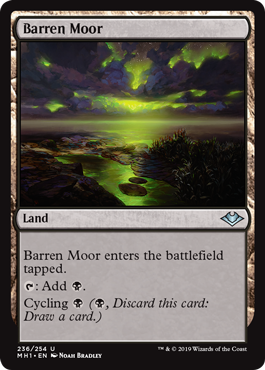 Barren Moor
Land
Barren Moor enters the battlefield
tapped.
: Add .
Cycling (, Discard this card:
Draw a card.)
236/254 U
MH1 • EN NOAH BRADLEY
™ & © 2019 Wizards of the Coast